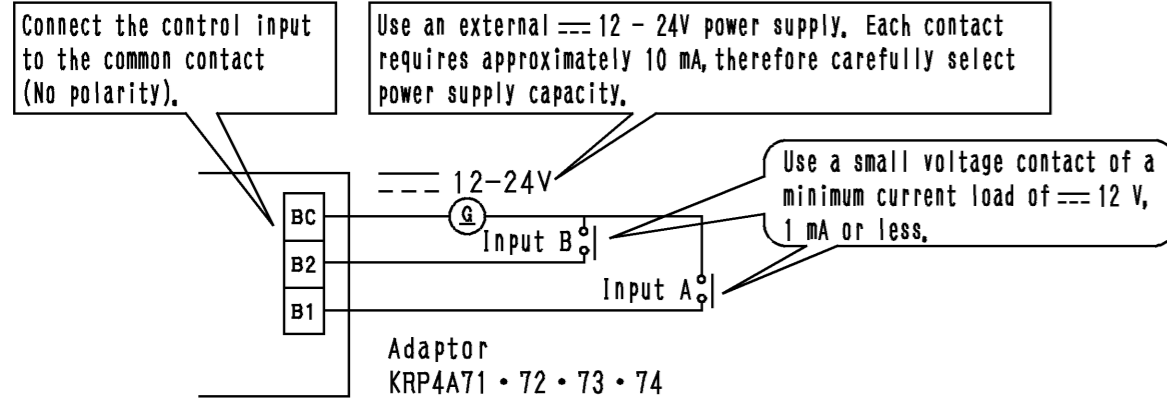 Connect the control input
to the common contact
(No polarity).
Use an external ⎓ 12 - 24V power supply. Each contact
requires approximately 10 mA, therefore carefully select
power supply capacity.
Use a small voltage contact of a
minimum current load of ⎓ 12 V,
1 mA or less.
⎓ 12-24V
BC
G
Input B
B2
Input A
B1
Adaptor
KRP4A71・72・73・74